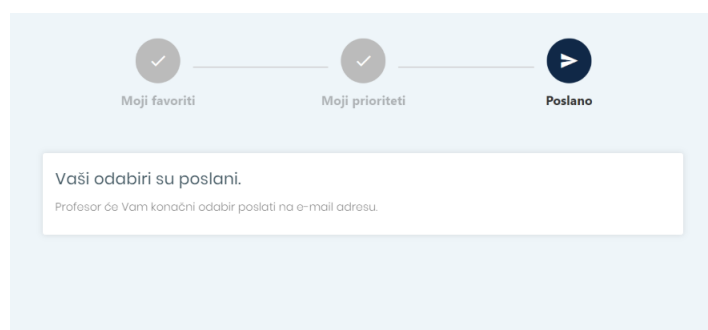 Moji favoriti
Moji prioriteti
Poslano
Vaši odabiri su poslani.
Profesor će Vam konačni odabir poslati na e-mail adresu.